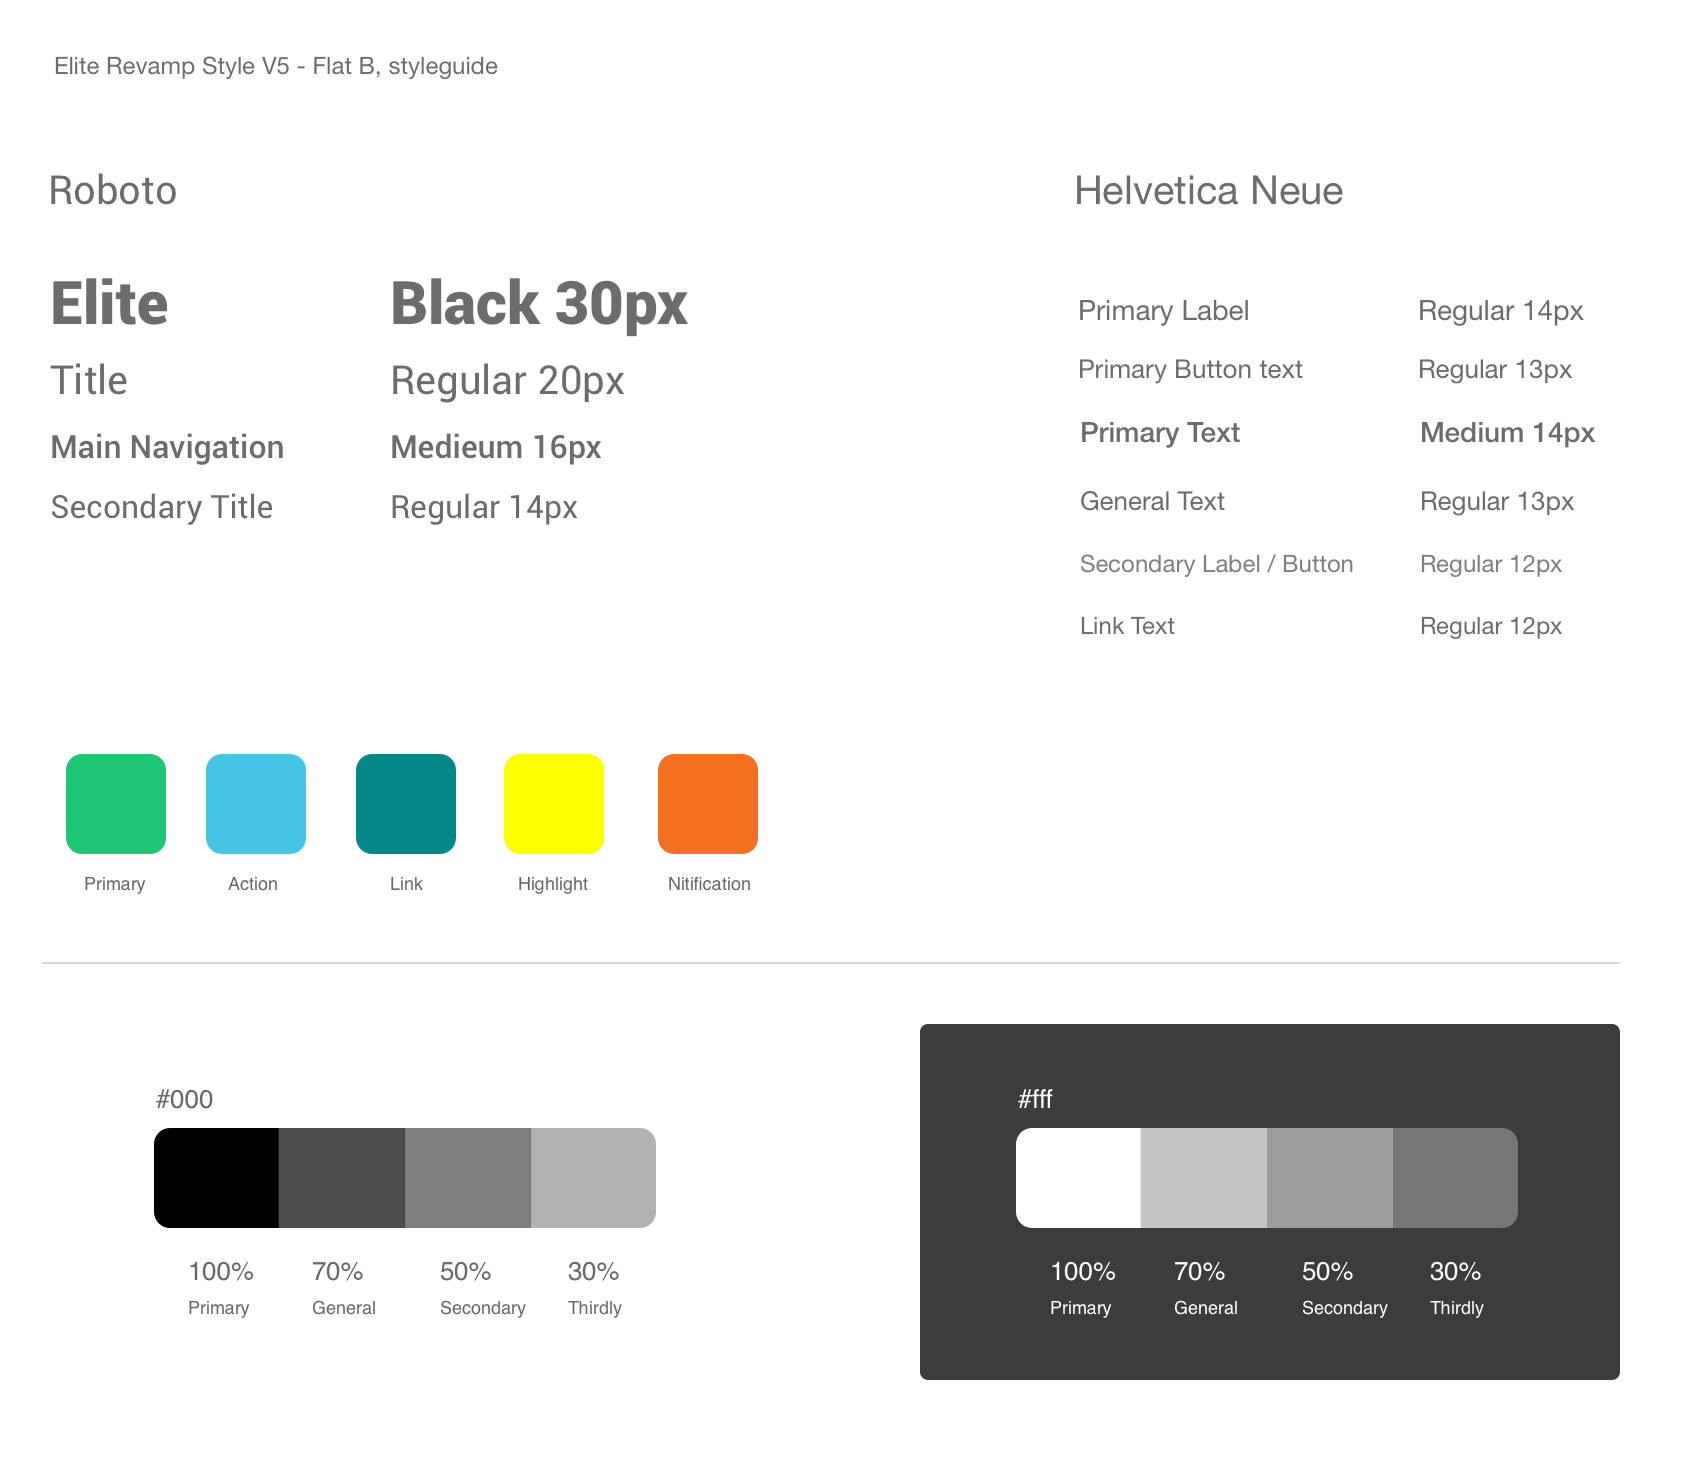 Elite Revamp Style V5 - Flat B, styleguide
Roboto
Elite Black 30px
Title Regular 20px
Main Navigation Medieum 16px
Secondary Title Regular 14px
Helvetica Neue
Primary Label Regular 14px
Primary Button text Regular 13px
Primary Text Medium 14px
General Text Regular 13px
Secondary Label / Button Regular 12px
Link Text Regular 12px
Primary Action Link Highlight Nitification
#000
100% 70% 50% 30%
Primary General Secondary Thirdly
#fff
100% 70% 50% 30%
Primary General Secondary Thirdly